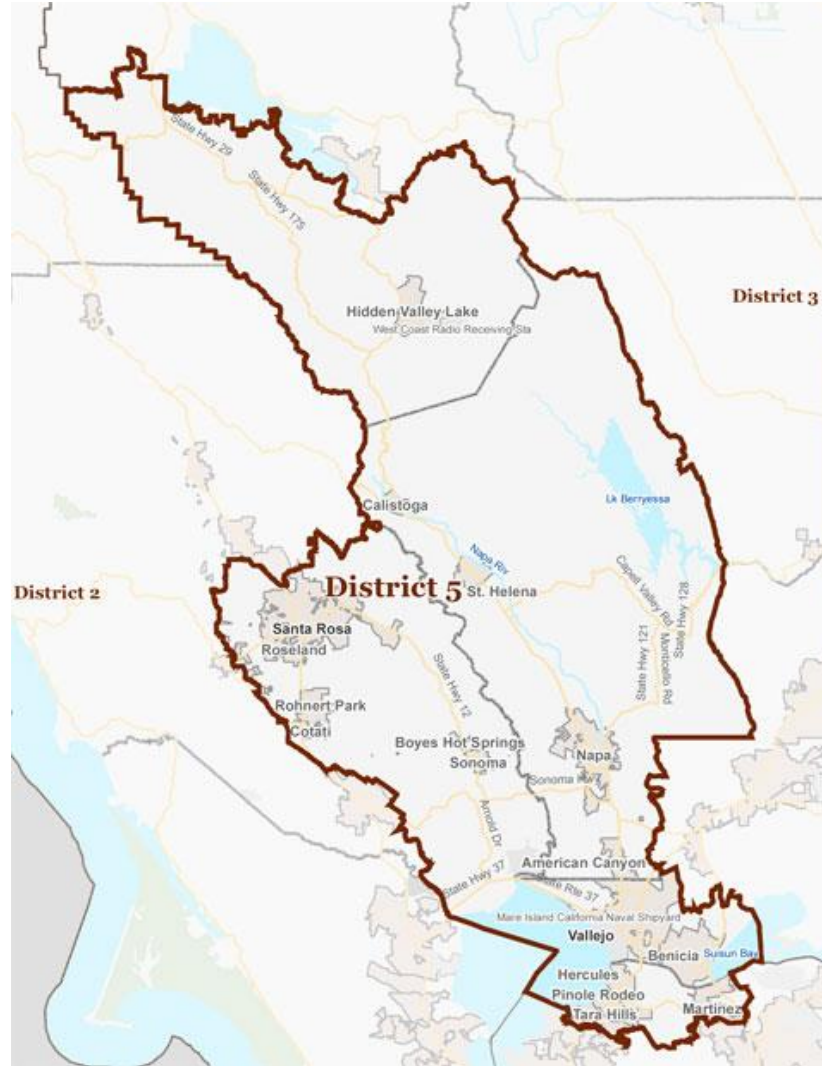 State Hwy 29
State Hwy 175
District 3
Hidden Valley Lake
West Coast Radio Receiving Sta
Lk Berryessa
Calistoga
Napa Riv
District 2
District 5
St. Helena
Capell Valley Rd
State Hwy 128
State Hwy 121
Monticello Rd
Santa Rosa
Roseland
State Hwy 12
Rohnert Park
Cotati
Boyes Hot Springs
Sonoma
Napa
Sonoma Hwy
Arnold Dr
American Canyon
State Hwy 37
State Rte 37
Mare Island California Naval Shipyard
Vallejo
Benicia
Suisun Bay
Hercules
Pinole Rodeo
Martinez
Tara Hills